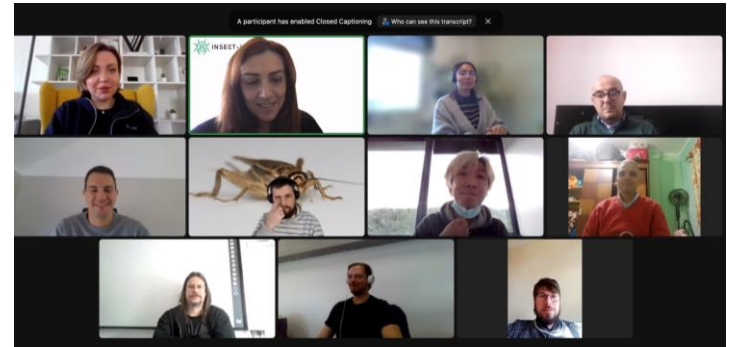 A participant has enabled Closed Captioning
Who can see this transcript?
INSECT-